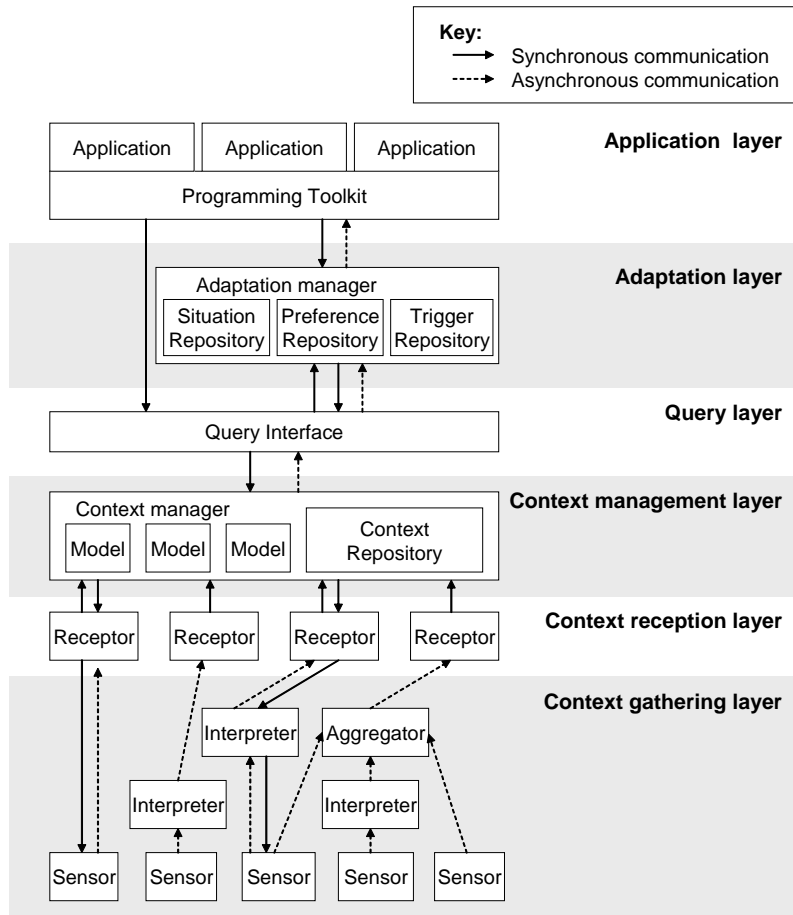 Key:
Synchronous communication
Asynchronous communication
Application Application Application
Application layer
Programming Toolkit
Adaptation layer
Adaptation manager
Situation Repository
Preference Repository
Trigger Repository
Query layer
Query Interface
Context management layer
Context manager
Model Model Model
Context Repository
Context reception layer
Receptor Receptor Receptor Receptor
Context gathering layer
Interpreter Aggregator
Interpreter Interpreter
Sensor Sensor Sensor Sensor Sensor